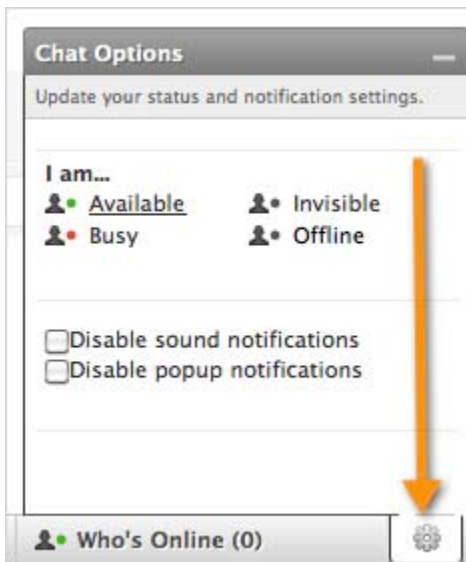 Chat Options
Update your status and notification settings.
I am...
Available Invisible
Busy Offline
Disable sound notifications
Disable popup notifications
Who's Online (0)